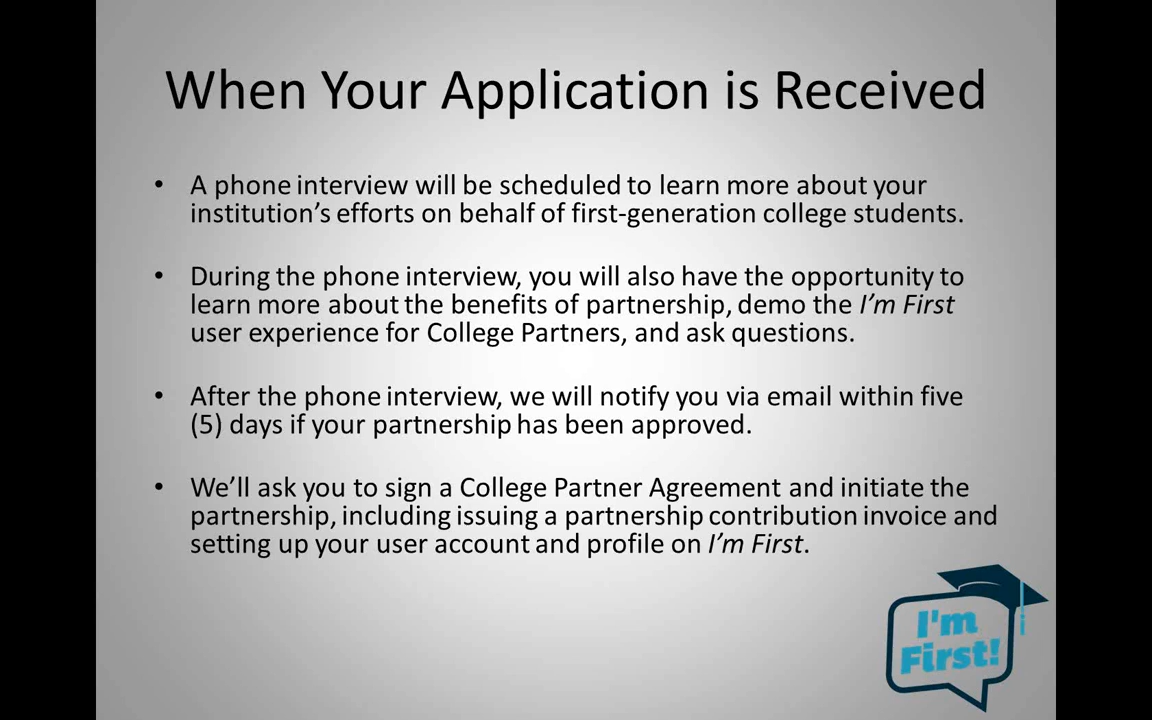 When Your Application is Received
• A phone interview will be scheduled to learn more about your
institution’s efforts on behalf of first-generation college students.
• During the phone interview, you will also have the opportunity to
learn more about the benefits of partnership, demo the I’m First
user experience for College Partners, and ask questions.
• After the phone interview, we will notify you via email within five
(5) days if your partnership has been approved.
• We’ll ask you to sign a College Partner Agreement and initiate the
partnership, including issuing a partnership contribution invoice and
setting up your user account and profile on I’m First.
I'm
First!